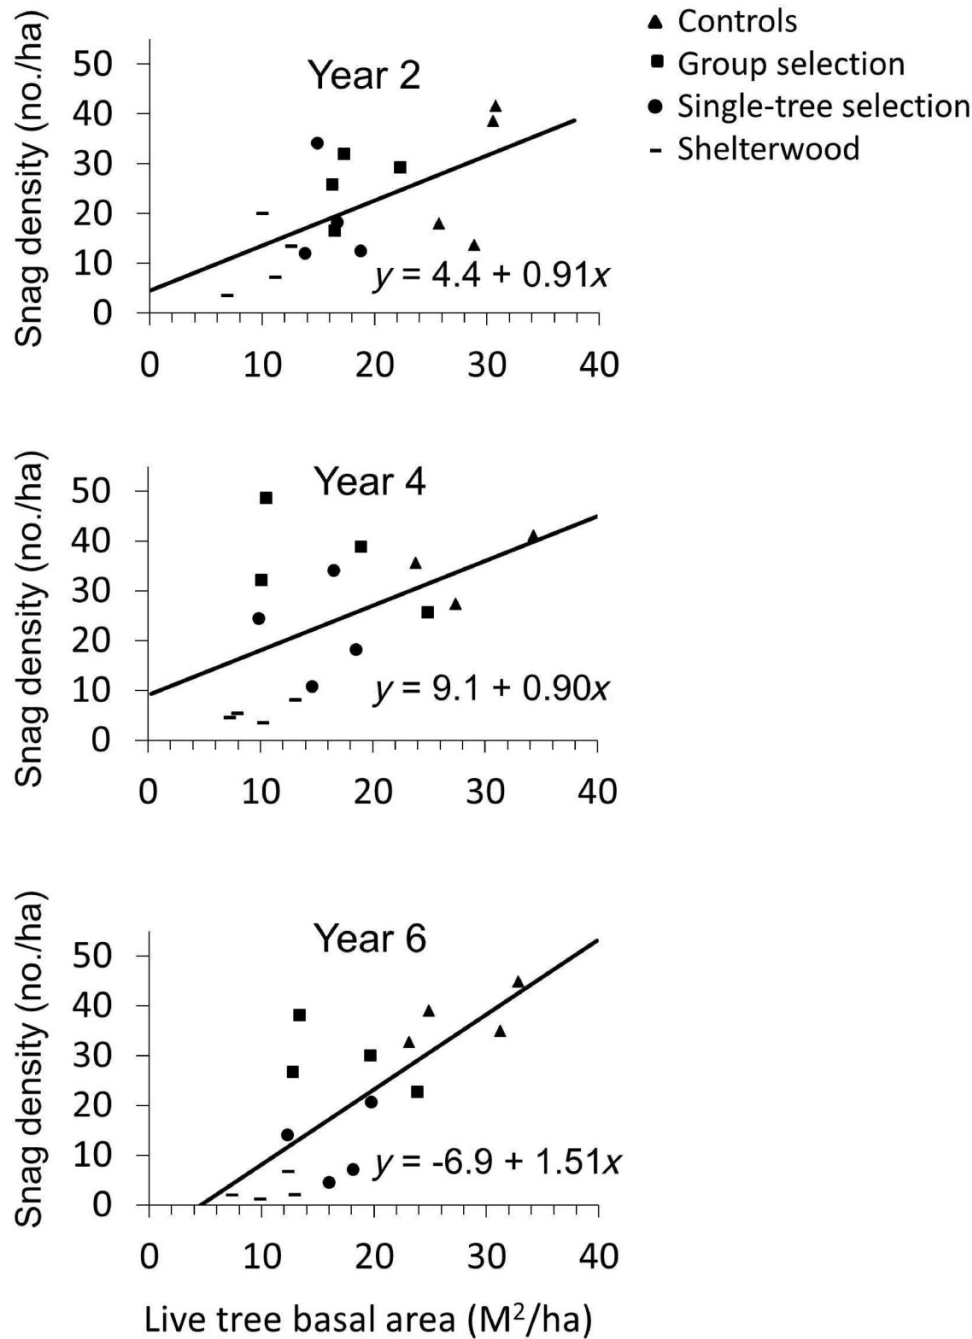 Controls
Group selection
Single-tree selection
Shelterwood
Year 2
Snag density (no./ha)
50
40
30
20
10
0
y = 4.4 + 0.91x
0 10 20 30 40
Year 4
Snag density (no./ha)
50
40
30
20
10
0
y = 9.1 + 0.90x
0 10 20 30 40
Year 6
Snag density (no./ha)
50
40
30
20
10
0
y = -6.9 + 1.51x
0 10 20 30 40
Live tree basal area (M²/ha)